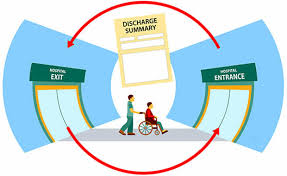 DISCHARGE
SUMMARY
HOSPITAL
EXIT
HOSPITAL
ENTRANCE